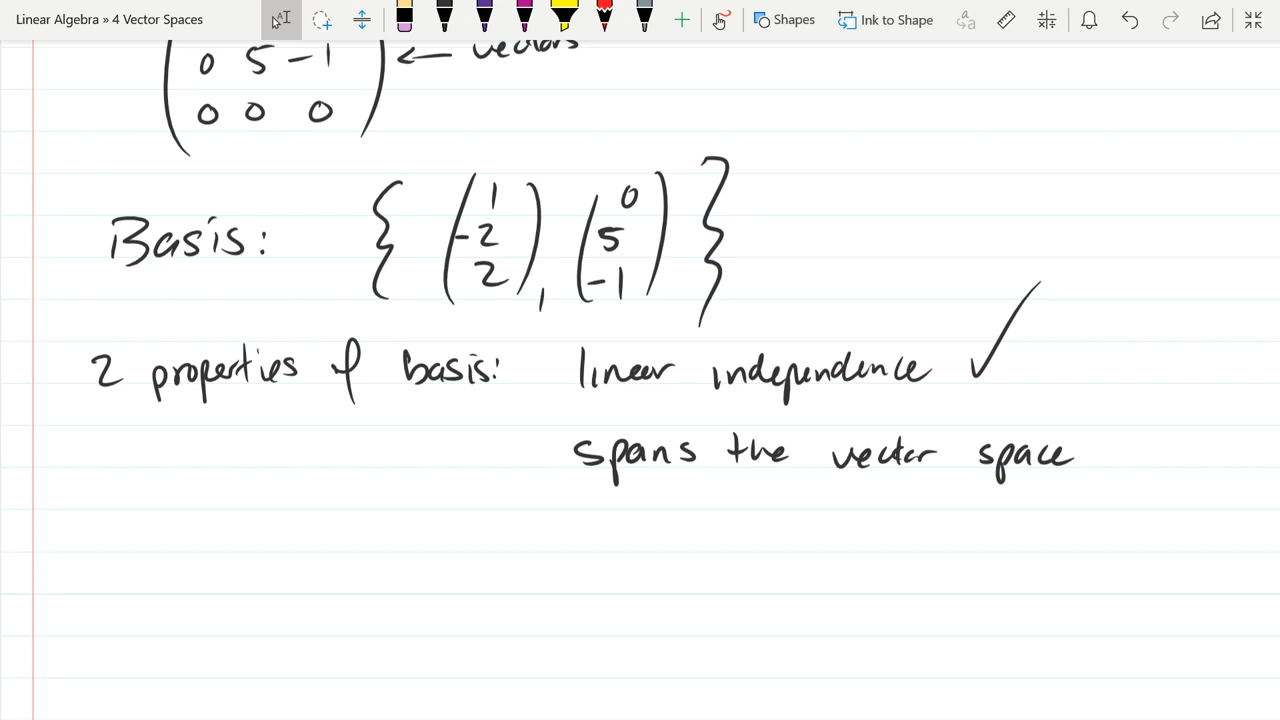 Linear Algebra » 4 Vector Spaces
Shapes
Ink to Shape
0 5 -1 ← vectors
0 0 0
Basis: { ( 1 -2 2 ) , ( 0 5 -1 ) }
2 properties of basis: linear independence ✓
spans the vector space